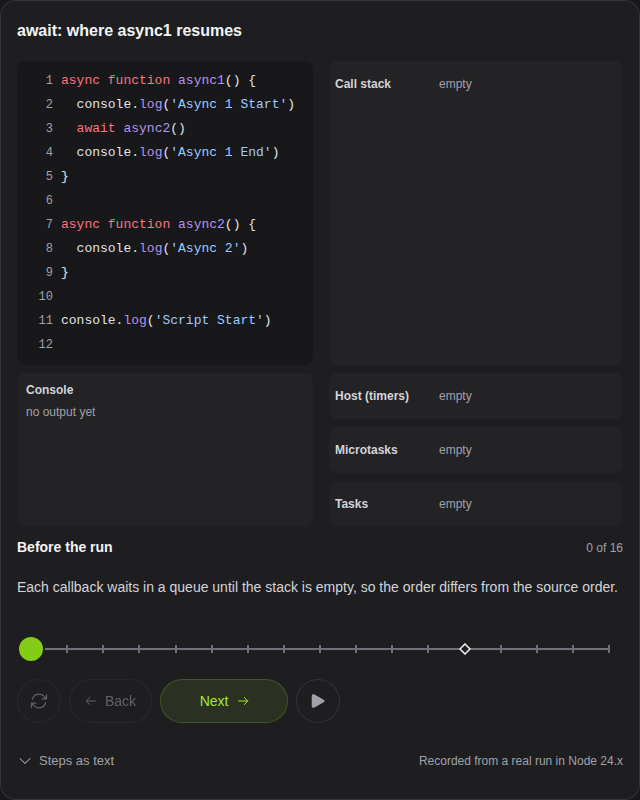 await: where async1 resumes
1 async function async1() {
2   console.log('Async 1 Start')
3   await async2()
4   console.log('Async 1 End')
5 }
6
7 async function async2() {
8   console.log('Async 2')
9 }
10
11 console.log('Script Start')
12
Call stack empty
Console
no output yet
Host (timers) empty
Microtasks empty
Tasks empty
Before the run 0 of 16
Each callback waits in a queue until the stack is empty, so the order differs from the source order.
← Back Next →
Steps as text Recorded from a real run in Node 24.x